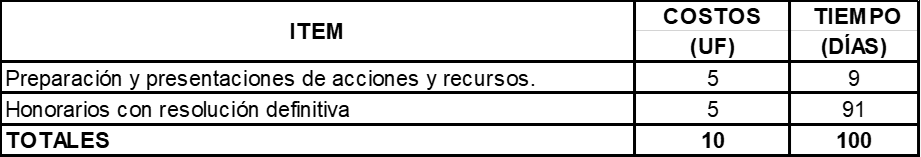 ITEM COSTOS (UF) TIEMPO (DÍAS)
Preparación y presentaciones de acciones y recursos. 5 9
Honorarios con resolución definitiva 5 91
TOTALES 10 100